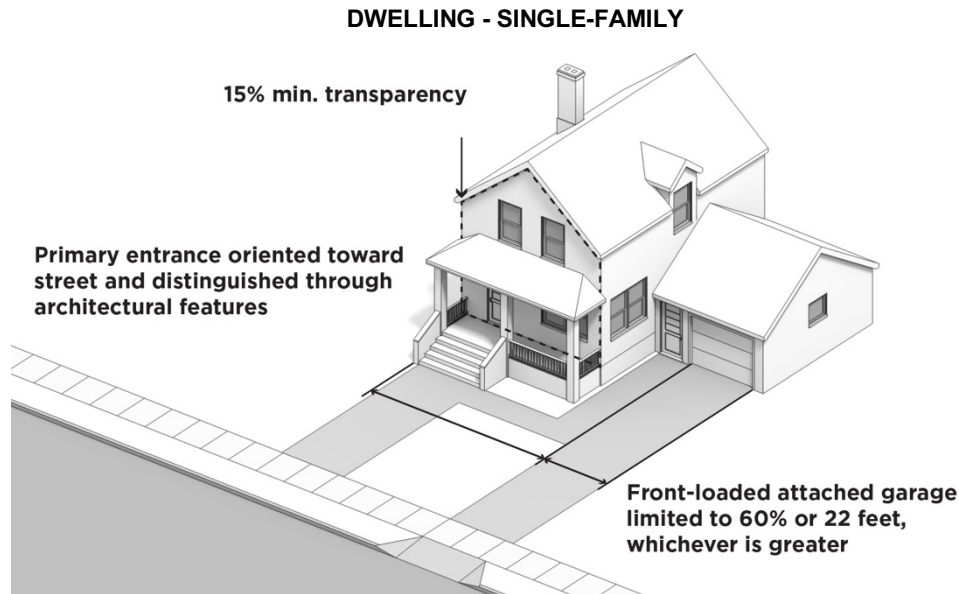 DWELLING - SINGLE-FAMILY
15% min. transparency
Primary entrance oriented toward
street and distinguished through
architectural features
Front-loaded attached garage
limited to 60% or 22 feet,
whichever is greater